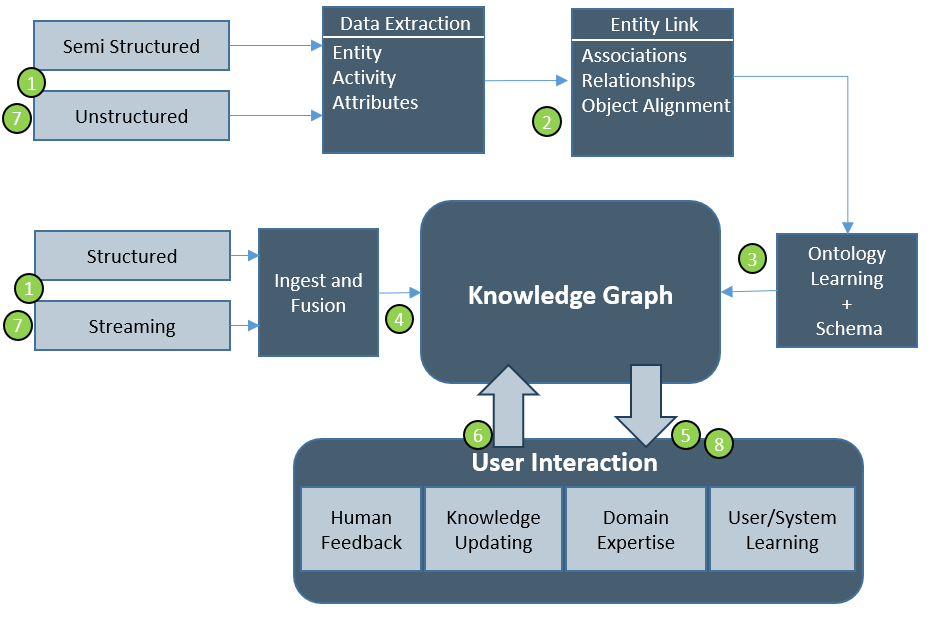 Semi Structured
1
7
Unstructured
Data Extraction
Entity
Activity
Attributes
2
Entity Link
Associations
Relationships
Object Alignment
Structured
1
7
Streaming
Ingest and
Fusion
4
Knowledge Graph
3
Ontology
Learning
+
Schema
6
5
8
User Interaction
Human
Feedback
Knowledge
Updating
Domain
Expertise
User/System
Learning